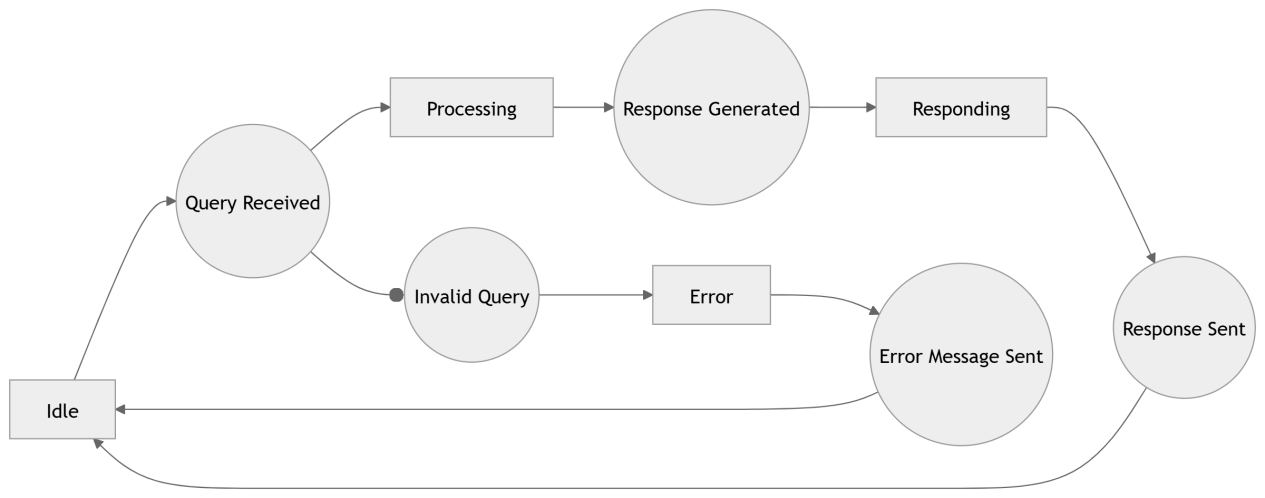 Processing
Response Generated
Responding
Query Received
Invalid Query
Error
Response Sent
Error Message Sent
Idle